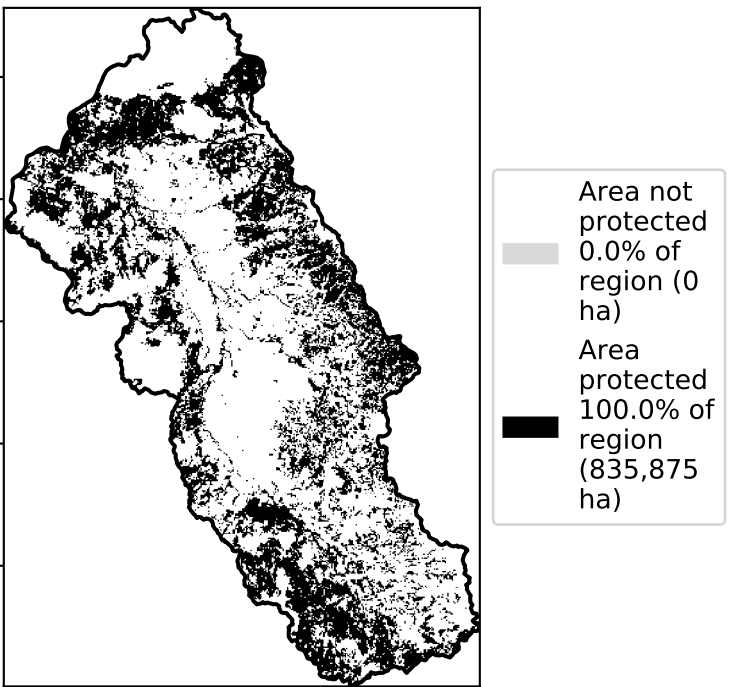 Area not
protected
0.0% of
region (0
ha)
Area
protected
100.0% of
region
(835,875
ha)